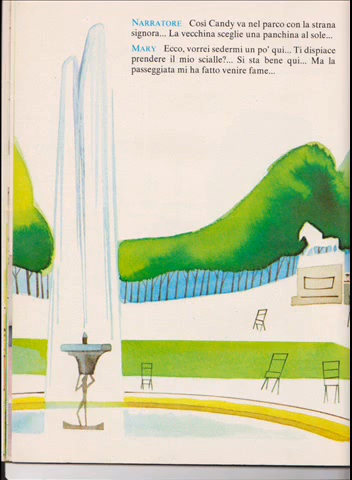 NARRATORE Così Candy va nel parco con la strana
signora... La vecchina sceglie una panchina al sole...
MARY Ecco, vorrei sedermi un po' qui... Ti dispiace
prendere il mio scialle?... Si sta bene qui... Ma la
passeggiata mi ha fatto venire fame...